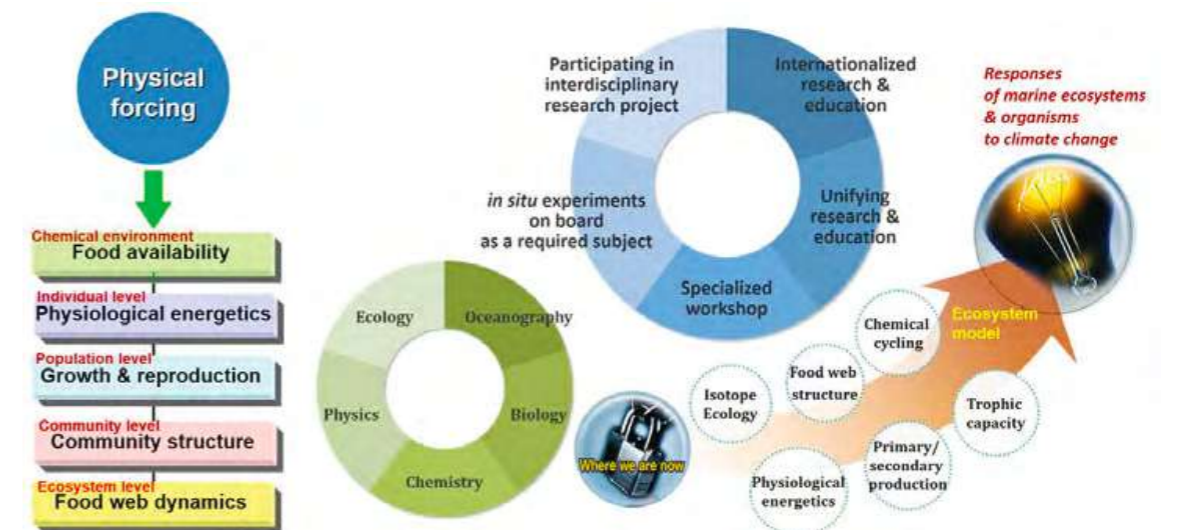 Physical
forcing
Chemical environment
Food availability
Individual level
Physiological energetics
Population level
Growth & reproduction
Community level
Community structure
Ecosystem level
Food web dynamics
Participating in
interdisciplinary
research project
Internationalized
research &
education
in situ experiments
on board
as a required subject
Unifying
research &
education
Specialized
workshop
Ecology
Oceanography
Physics
Biology
Chemistry
Where we are now
Isotope
Ecology
Food web
structure
Chemical
cycling
Physiological
energetics
Primary/
secondary
production
Trophic
capacity
Ecosystem
model
Responses
of marine ecosystems
& organisms
to climate change